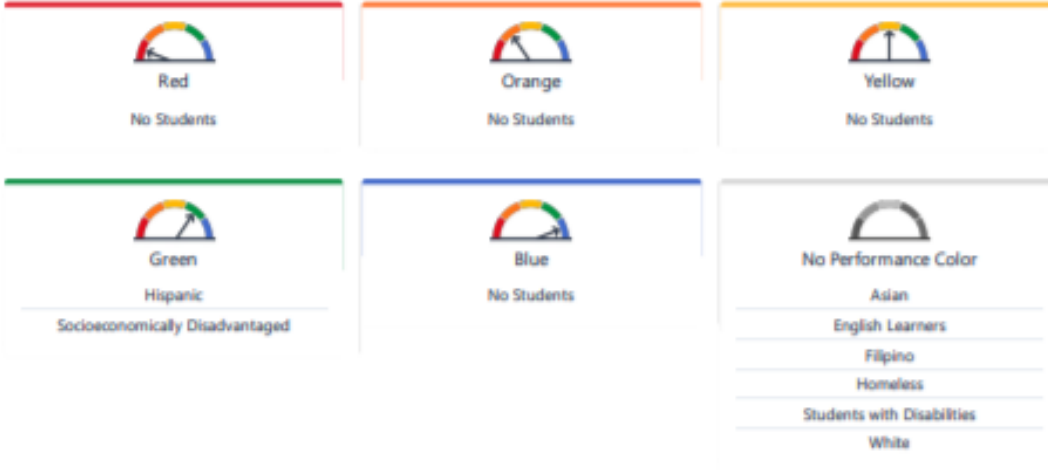 Red
No Students
Orange
No Students
Yellow
No Students
Green
Hispanic
Socioeconomically Disadvantaged
Blue
No Students
No Performance Color
Asian
English Learners
Filipino
Homeless
Students with Disabilities
White